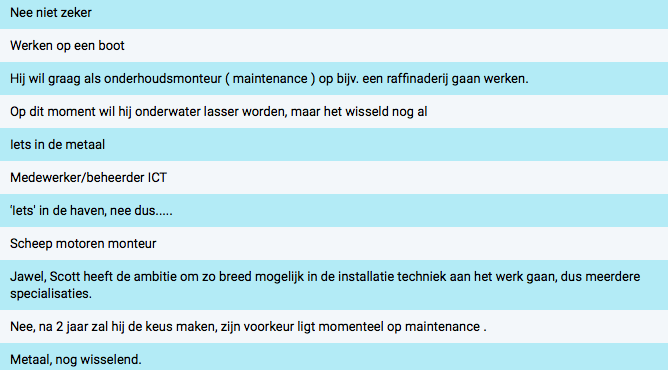 Nee niet zeker
Werken op een boot
Hij wil graag als onderhoudsmonteur ( maintenance ) op bijv. een raffinaderij gaan werken.
Op dit moment wil hij onderwater lasser worden, maar het wisseld nog al
Iets in de metaal
Medewerker/beheerder ICT
'Iets' in de haven, nee dus.....
Scheep motoren monteur
Jawel, Scott heeft de ambitie om zo breed mogelijk in de installatie techniek aan het werk gaan, dus meerdere
specialisaties.
Nee, na 2 jaar zal hij de keus maken, zijn voorkeur ligt momenteel op maintenance .
Metaal, nog wisselend.